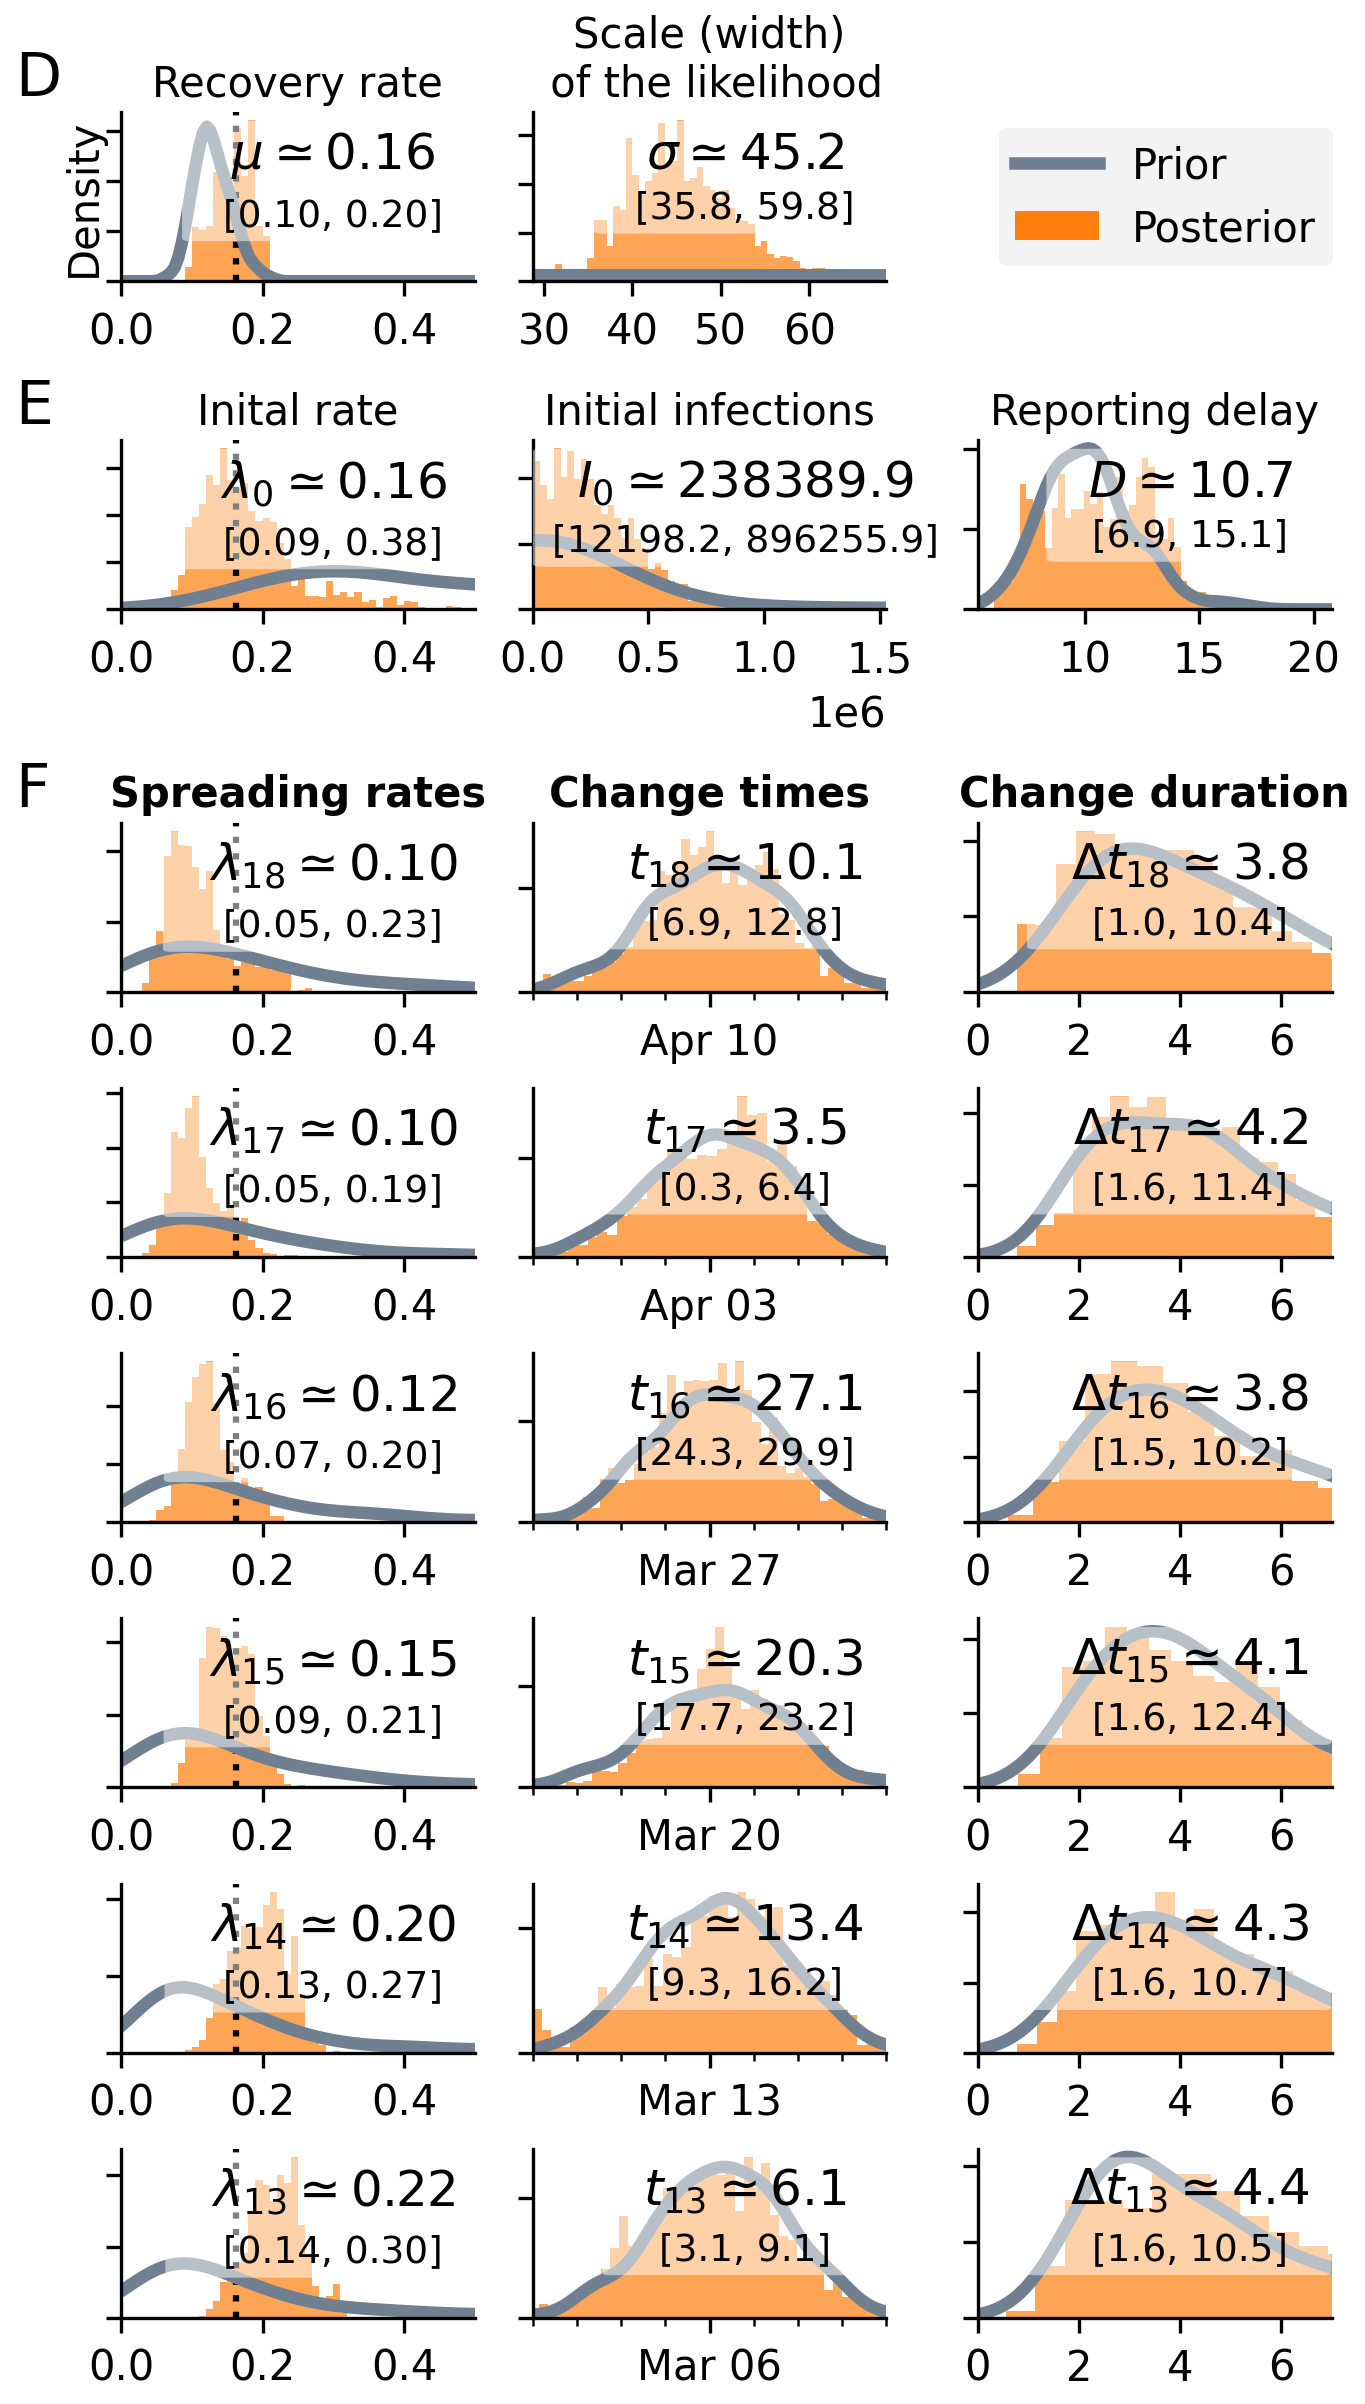 D
Recovery rate
Scale (width)
of the likelihood
Density
μ ≃ 0.16
[0.10, 0.20]
σ ≃ 45.2
[35.8, 59.8]
Prior
Posterior
0.0 0.2 0.4
30 40 50 60
E
Inital rate
Initial infections
Reporting delay
λ₀ ≃ 0.16
[0.09, 0.38]
I₀ ≃ 238389.9
[12198.2, 896255.9]
D ≃ 10.7
[6.9, 15.1]
0.0 0.2 0.4
0.0 0.5 1.0 1.5
1e6
10 15 20
F
Spreading rates
Change times
Change duration
λ₁₈ ≃ 0.10
[0.05, 0.23]
t₁₈ ≃ 10.1
[6.9, 12.8]
Δt₁₈ ≃ 3.8
[1.0, 10.4]
0.0 0.2 0.4
Apr 10
0 2 4 6
λ₁₇ ≃ 0.10
[0.05, 0.19]
t₁₇ ≃ 3.5
[0.3, 6.4]
Δt₁₇ ≃ 4.2
[1.6, 11.4]
0.0 0.2 0.4
Apr 03
0 2 4 6
λ₁₆ ≃ 0.12
[0.07, 0.20]
t₁₆ ≃ 27.1
[24.3, 29.9]
Δt₁₆ ≃ 3.8
[1.5, 10.2]
0.0 0.2 0.4
Mar 27
0 2 4 6
λ₁₅ ≃ 0.15
[0.09, 0.21]
t₁₅ ≃ 20.3
[17.7, 23.2]
Δt₁₅ ≃ 4.1
[1.6, 12.4]
0.0 0.2 0.4
Mar 20
0 2 4 6
λ₁₄ ≃ 0.20
[0.13, 0.27]
t₁₄ ≃ 13.4
[9.3, 16.2]
Δt₁₄ ≃ 4.3
[1.6, 10.7]
0.0 0.2 0.4
Mar 13
0 2 4 6
λ₁₃ ≃ 0.22
[0.14, 0.30]
t₁₃ ≃ 6.1
[3.1, 9.1]
Δt₁₃ ≃ 4.4
[1.6, 10.5]
0.0 0.2 0.4
Mar 06
0 2 4 6